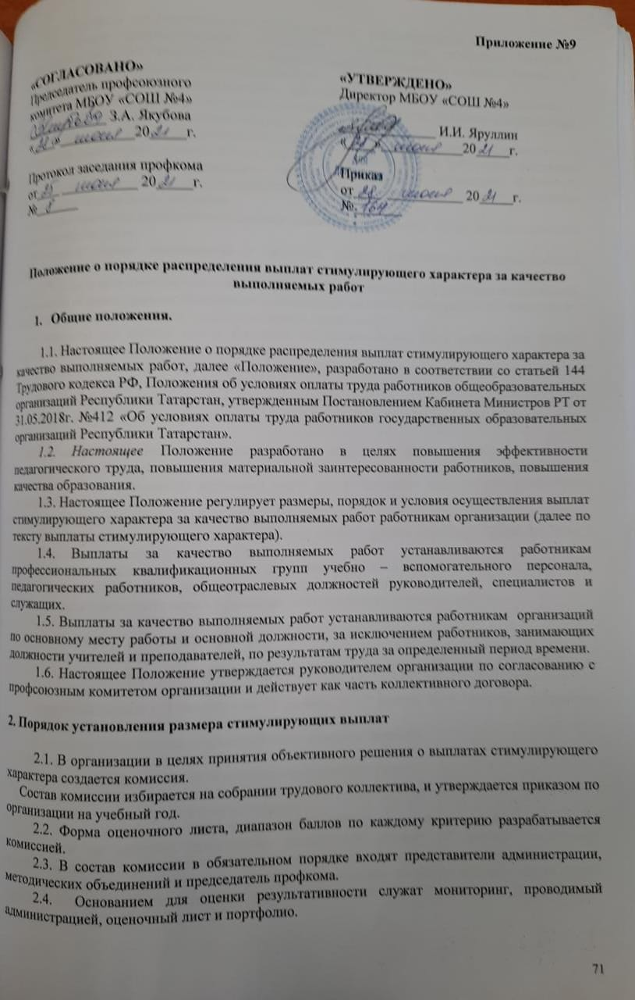 Приложение №9
«СОГЛАСОВАНО»
Председатель профсоюзного
комитета МБОУ «СОШ №4»
З.А. Якубова
« » июня 2021г.
Протокол заседания профкома
от 25 июня 2021г.
№
«УТВЕРЖДЕНО»
Директор МБОУ «СОШ №4»
И.И. Яруллин
« » июня 2021г.
Приказ
от 28 июня 2021г.
№ 164
Положение о порядке распределения выплат стимулирующего характера за качество
выполняемых работ
1. Общие положения.
1.1. Настоящее Положение о порядке распределения выплат стимулирующего характера за
качество выполняемых работ, далее «Положение», разработано в соответствии со статьей 144
Трудового кодекса РФ, Положения об условиях оплаты труда работников общеобразовательных
организаций Республики Татарстан, утвержденным Постановлением Кабинета Министров РТ от
31.05.2018г. №412 «Об условиях оплаты труда работников государственных образовательных
организаций Республики Татарстан».
1.2. Настоящее Положение разработано в целях повышения эффективности
педагогического труда, повышения материальной заинтересованности работников, повышения
качества образования.
1.3. Настоящее Положение регулирует размеры, порядок и условия осуществления выплат
стимулирующего характера за качество выполняемых работ работникам организации (далее по
тексту выплаты стимулирующего характера).
1.4. Выплаты за качество выполняемых работ устанавливаются работникам
профессиональных квалификационных групп учебно – вспомогательного персонала,
педагогических работников, общеотраслевых должностей руководителей, специалистов и
служащих.
1.5. Выплаты за качество выполняемых работ устанавливаются работникам организаций
по основному месту работы и основной должности, за исключением работников, занимающих
должности учителей и преподавателей, по результатам труда за определенный период времени.
1.6. Настоящее Положение утверждается руководителем организации по согласованию с
профсоюзным комитетом организации и действует как часть коллективного договора.
2. Порядок установления размера стимулирующих выплат
2.1. В организации в целях принятия объективного решения о выплатах стимулирующего
характера создается комиссия.
Состав комиссии избирается на собрании трудового коллектива, и утверждается приказом по
организации на учебный год.
2.2. Форма оценочного листа, диапазон баллов по каждому критерию разрабатывается
комиссией.
2.3. В состав комиссии в обязательном порядке входят представители администрации,
методических объединений и председатель профкома.
2.4. Основанием для оценки результативности служат мониторинг, проводимый
администрацией, оценочный лист и портфолио.
71